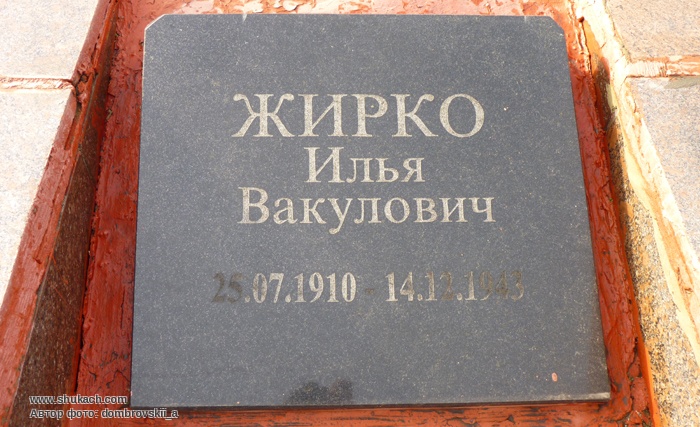 ЖИРКО
Илья
Вакулович
25.07.1910 - 14.12.1943
www.shukach.com
Автор фото: dombrovskii_a